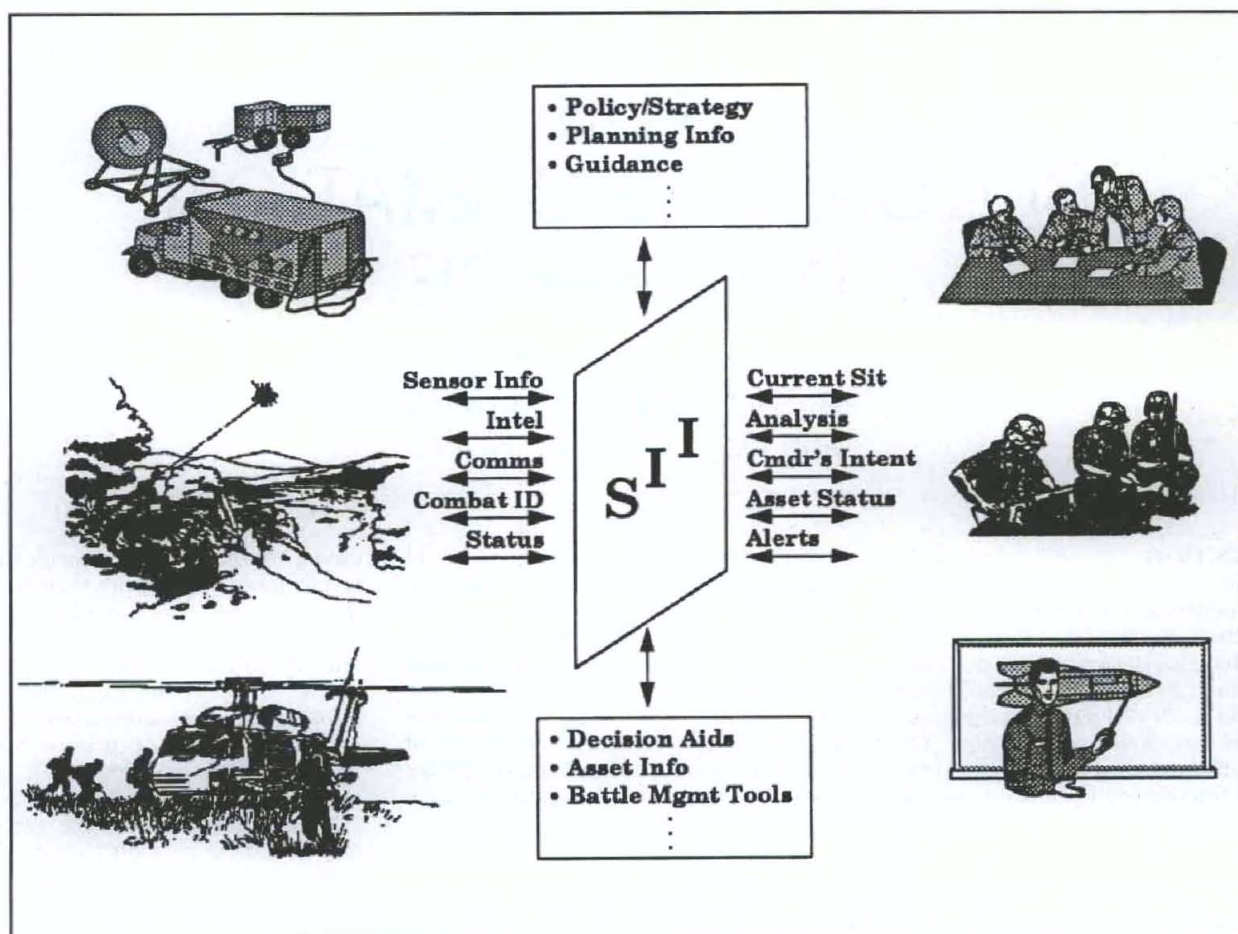 • Policy/Strategy
• Planning Info
• Guidance
Sensor Info
Intel
Comms
Combat ID
Status
S I I
Current Sit
Analysis
Cmdr's Intent
Asset Status
Alerts
• Decision Aids
• Asset Info
• Battle Mgmt Tools